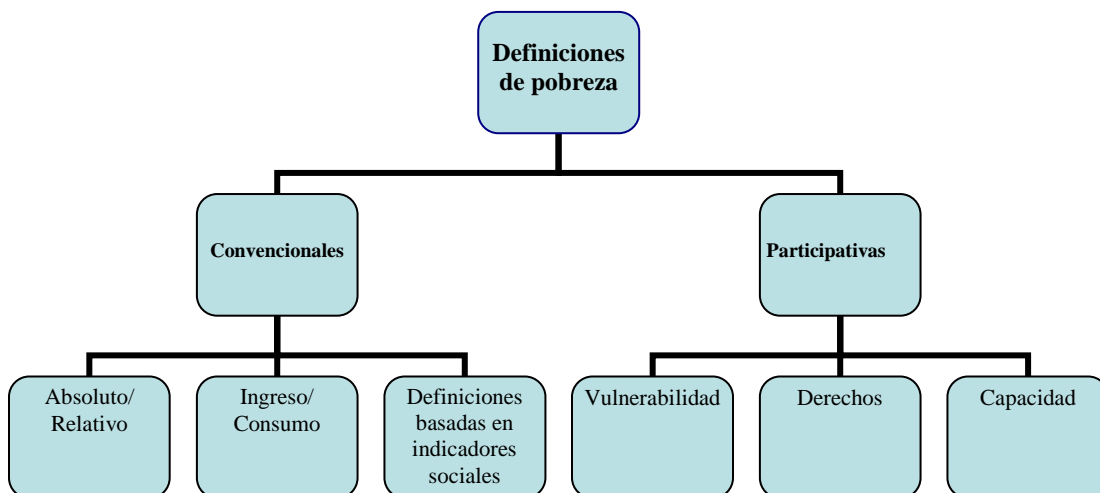 Definiciones
de pobreza
Convencionales
Participativas
Absoluto/
Relativo
Ingreso/
Consumo
Definiciones
basadas en
indicadores
sociales
Vulnerabilidad
Derechos
Capacidad